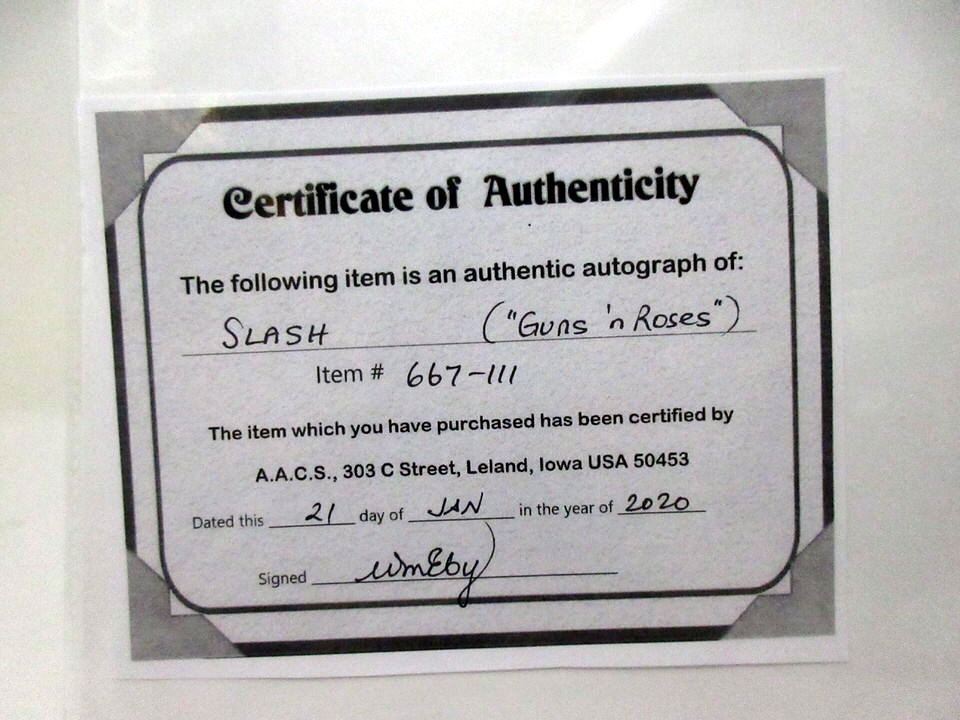 Certificate of Authenticity
The following item is an authentic autograph of:
SLASH ("Guns 'n Roses")
Item # 667-111
The item which you have purchased has been certified by
A.A.C.S., 303 C Street, Leland, Iowa USA 50453
Dated this 21 day of JAN in the year of 2020
Signed WmEby